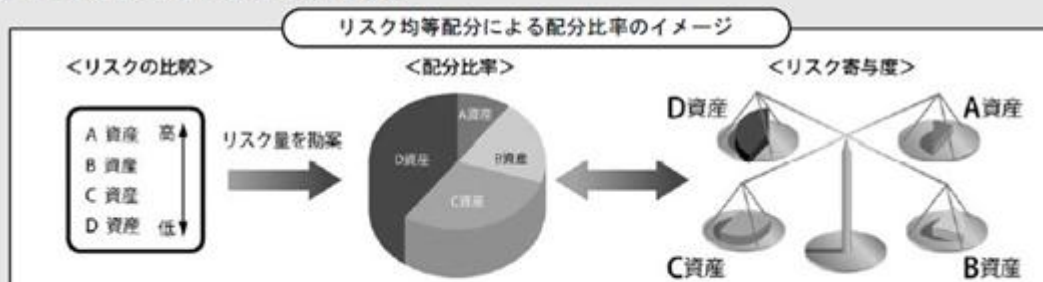 リスク均等配分による配分比率のイメージ
＜リスクの比較＞
A 資産 高
B 資産
C 資産
D 資産 低
リスク量を勘案
＜配分比率＞
A資産
B資産
C資産
D資産
＜リスク寄与度＞
D資産
A資産
C資産
B資産